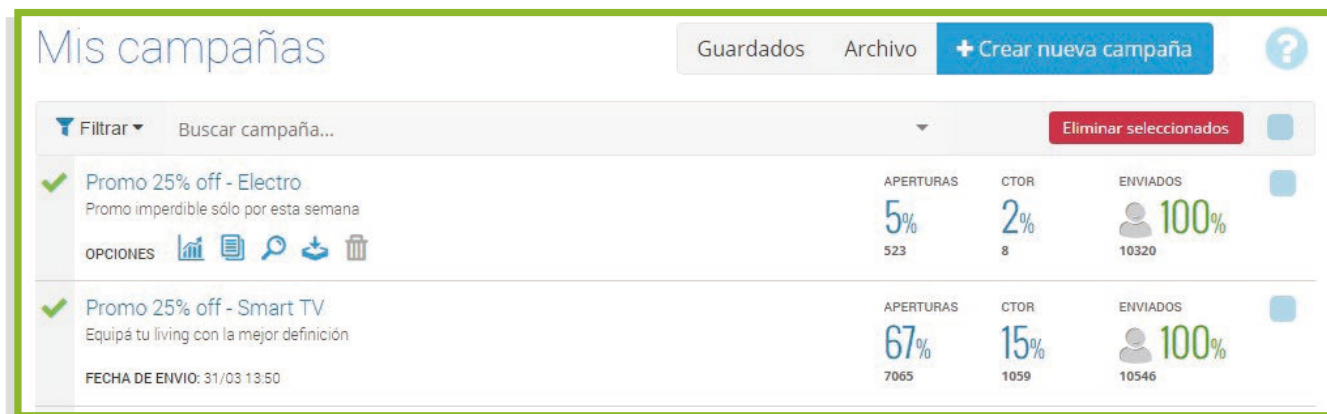 Mis campañas
Guardados Archivo + Crear nueva campaña ?
Filtrar Buscar campaña... Eliminar seleccionados
Promo 25% off - Electro
Promo imperdible sólo por esta semana
OPCIONES
APERTURAS CTOR ENVIADOS
5% 2% 100%
523 8 10320
Promo 25% off - Smart TV
Equipá tu living con la mejor definición
FECHA DE ENVIO: 31/03 13:50
APERTURAS CTOR ENVIADOS
67% 15% 100%
7065 1059 10546